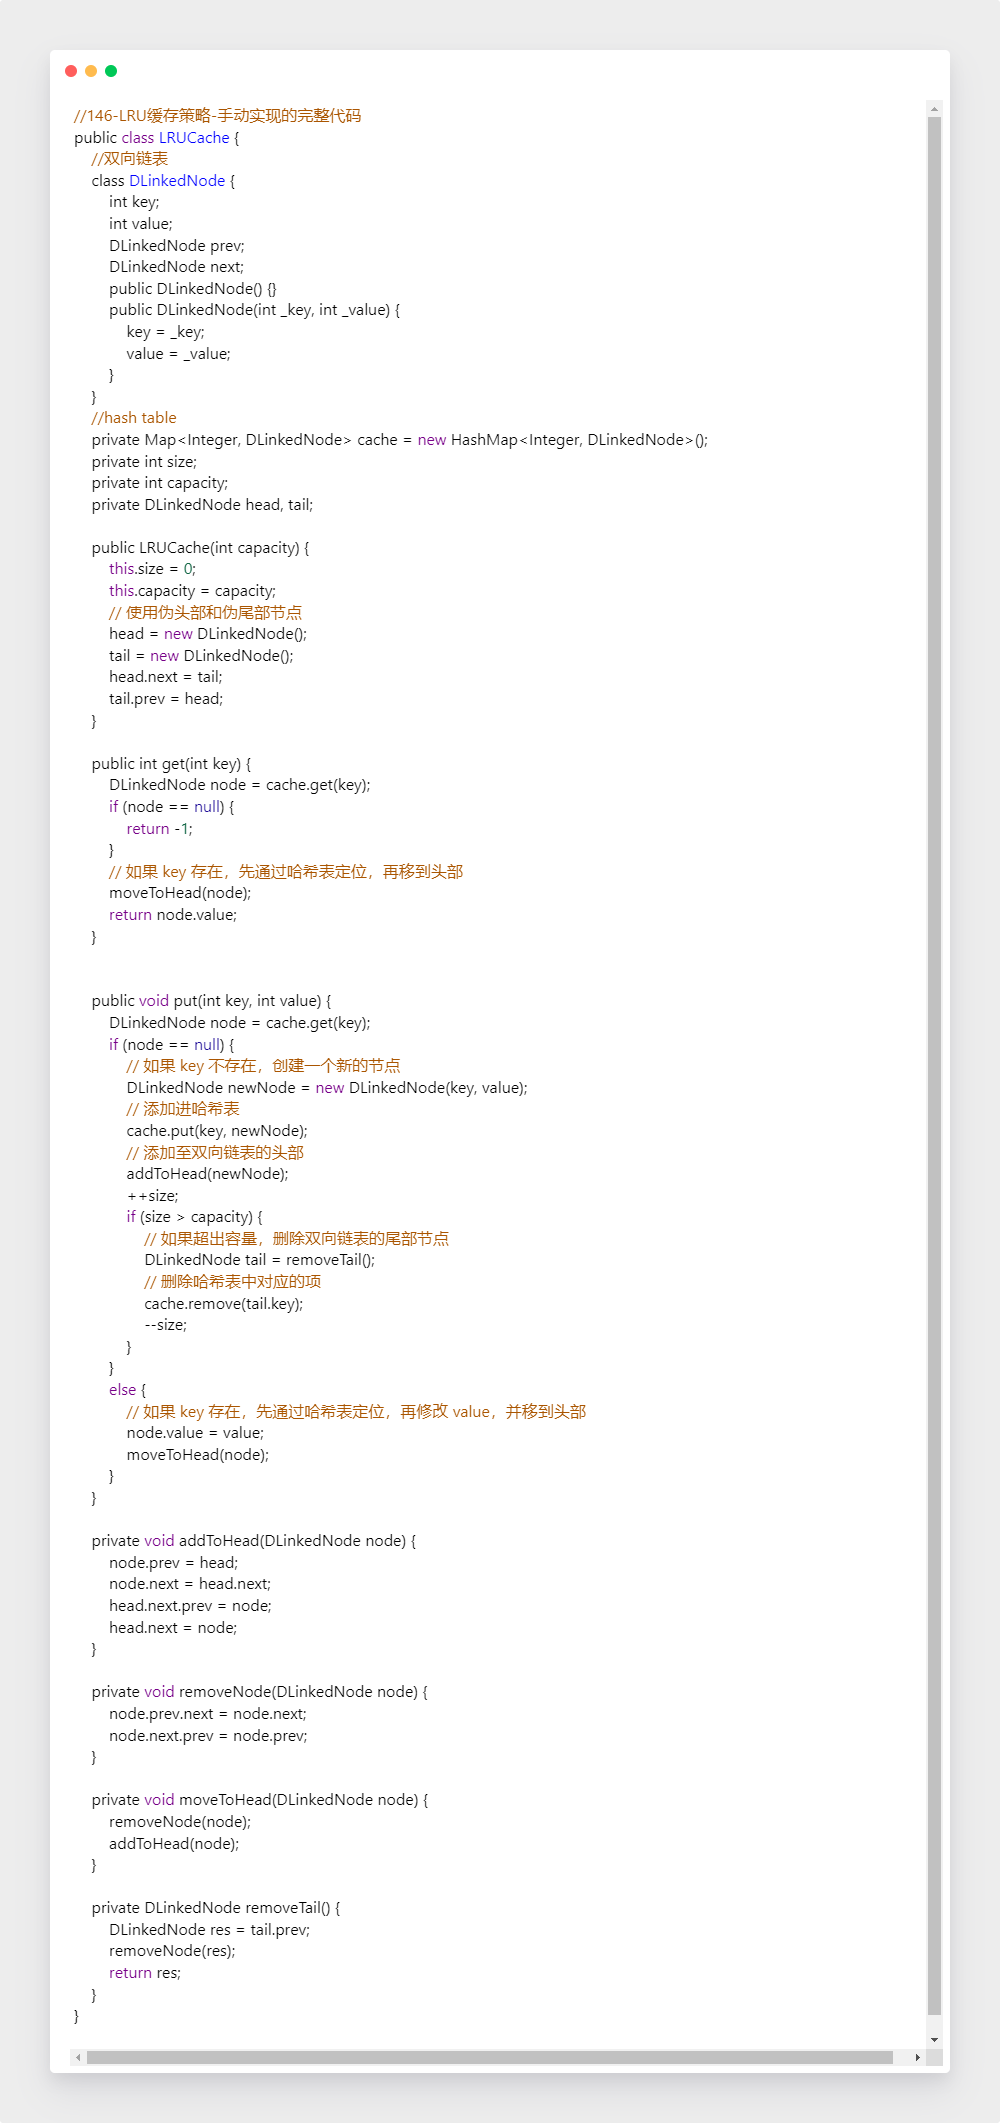 //146-LRU缓存策略-手动实现的完整代码
public class LRUCache {
//双向链表
class DLinkedNode {
int key;
int value;
DLinkedNode prev;
DLinkedNode next;
public DLinkedNode() {}
public DLinkedNode(int _key, int _value) {
key = _key;
value = _value;
}
}
//hash table
private Map<Integer, DLinkedNode> cache = new HashMap<Integer, DLinkedNode>();
private int size;
private int capacity;
private DLinkedNode head, tail;
public LRUCache(int capacity) {
this.size = 0;
this.capacity = capacity;
// 使用伪头部和伪尾部节点
head = new DLinkedNode();
tail = new DLinkedNode();
head.next = tail;
tail.prev = head;
}
public int get(int key) {
DLinkedNode node = cache.get(key);
if (node == null) {
return -1;
}
// 如果 key 存在，先通过哈希表定位，再移到头部
moveToHead(node);
return node.value;
}
public void put(int key, int value) {
DLinkedNode node = cache.get(key);
if (node == null) {
// 如果 key 不存在，创建一个新的节点
DLinkedNode newNode = new DLinkedNode(key, value);
// 添加进哈希表
cache.put(key, newNode);
// 添加至双向链表的头部
addToHead(newNode);
++size;
if (size > capacity) {
// 如果超出容量，删除双向链表的尾部节点
DLinkedNode tail = removeTail();
// 删除哈希表中对应的项
cache.remove(tail.key);
--size;
}
}
else {
// 如果 key 存在，先通过哈希表定位，再修改 value，并移到头部
node.value = value;
moveToHead(node);
}
}
private void addToHead(DLinkedNode node) {
node.prev = head;
node.next = head.next;
head.next.prev = node;
head.next = node;
}
private void removeNode(DLinkedNode node) {
node.prev.next = node.next;
node.next.prev = node.prev;
}
private void moveToHead(DLinkedNode node) {
removeNode(node);
addToHead(node);
}
private DLinkedNode removeTail() {
DLinkedNode res = tail.prev;
removeNode(res);
return res;
}
}